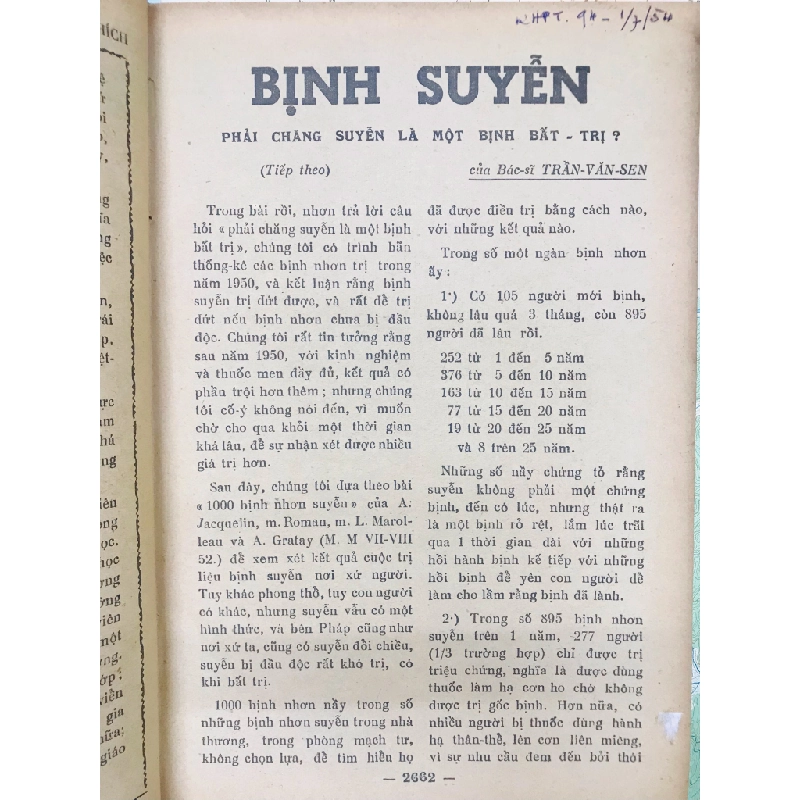 HÍCH
NHPT. 94 - 1/7/54
BỊNH SUYỄN
PHẢI CHĂNG SUYỄN LÀ MỘT BỊNH BẤT - TRỊ ?
(Tiếp theo)
của Bác-sĩ TRẦN-VĂN-SEN
Trong bài rồi, nhơn trả lời câu
hỏi « phải chăng suyễn là một bịnh
bất trị », chúng tôi có trình bẩn
thống-kê các bịnh nhơn trị trong
năm 1950, và kết luận rằng bịnh
suyễn trị dứt được, và rất dễ trị
dứt nếu bịnh nhơn chưa bị đầu
độc. Chúng tôi rất tin tưởng rằng
sau năm 1950, với kinh nghiệm
và thuốc men đầy đủ, kết quả có
phần trội hơn thêm ; nhưng chúng
tôi cố-ý không nói đến, vì muốn
chờ cho qua khỏi một thời gian
khá lâu, đề sự nhận xét được nhiều
giá trị hơn.
Sau đây, chúng tôi dựa theo bài
« 1000 bịnh nhơn suyễn » của A.
Jacquelin, m. Roman, m. L. Marol-
leau và A. Gratay (M. M VII-VIII
52.) để xem xét kết quả cuộc trị
liệu bịnh suyễn nơi xứ người.
Tuy khác phong thổ, tuy con người
có khác, nhưng suyễn vẫn có một
hình thức, và bên Pháp cũng như
nơi xứ ta, cũng có suyễn đôi chiều,
suyễn bị đầu độc rất khó trị, có
khi bất trị.
1000 bịnh nhơn nầy trong số
những bịnh nhơn suyễn trong nhà
thương, trong phòng mạch tư,
không chọn lựa, để tìm hiểu họ
đã được điều trị bằng cách nào,
với những kết quả nào.
Trong số một ngàn bịnh nhơn
ấy :
1·) Có 105 người mới bịnh,
không lâu quá 3 tháng, còn 895
người đã lâu rồi.
252 từ 1 đến 5 năm
376 từ 5 đến 10 năm
163 từ 10 đến 15 năm
77 từ 15 đến 20 năm
19 từ 20 đến 25 năm
và 8 trên 25 năm.
Những số nầy chứng tỏ rằng
suyễn không phải một chứng
bịnh, đến có lúc, nhưng thật ra
là một bịnh rõ rệt, lắm lúc trãi
qua 1 thời gian dài với những
hồi hành bịnh kế tiếp với những
hồi bịnh để yên con người để
làm cho lầm rằng bịnh đã lành.
2·) Trong số 895 bịnh nhơn
suyễn trên 1 năm, 277 người
(1/3 trường hợp) chỉ được trị
triệu chứng, nghĩa là được dùng
thuốc làm hạ cơn ho chớ không
được trị gốc bịnh. Hơn nữa, có
nhiều người bị thuốc dùng hành
hạ thân-thể, lên cơn liên miêng,
vì sự nhu cầu đem đến bởi thói
— 2662 —